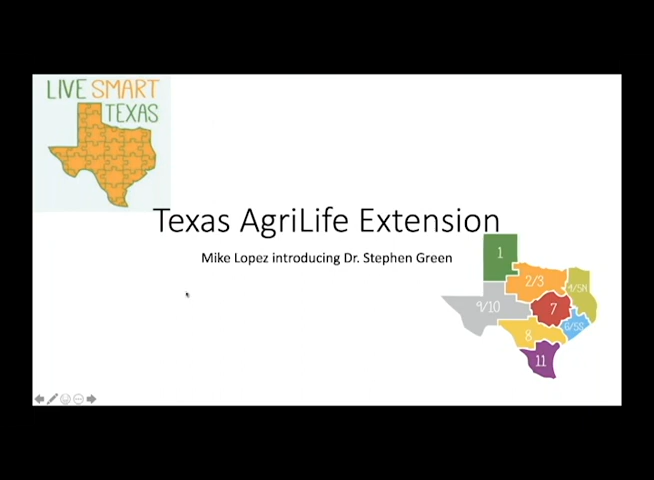 LIVE SMART
TEXAS
Texas AgriLife Extension
Mike Lopez introducing Dr. Stephen Green
1
2/3
4/5N
9/10
7
6/5S
8
11